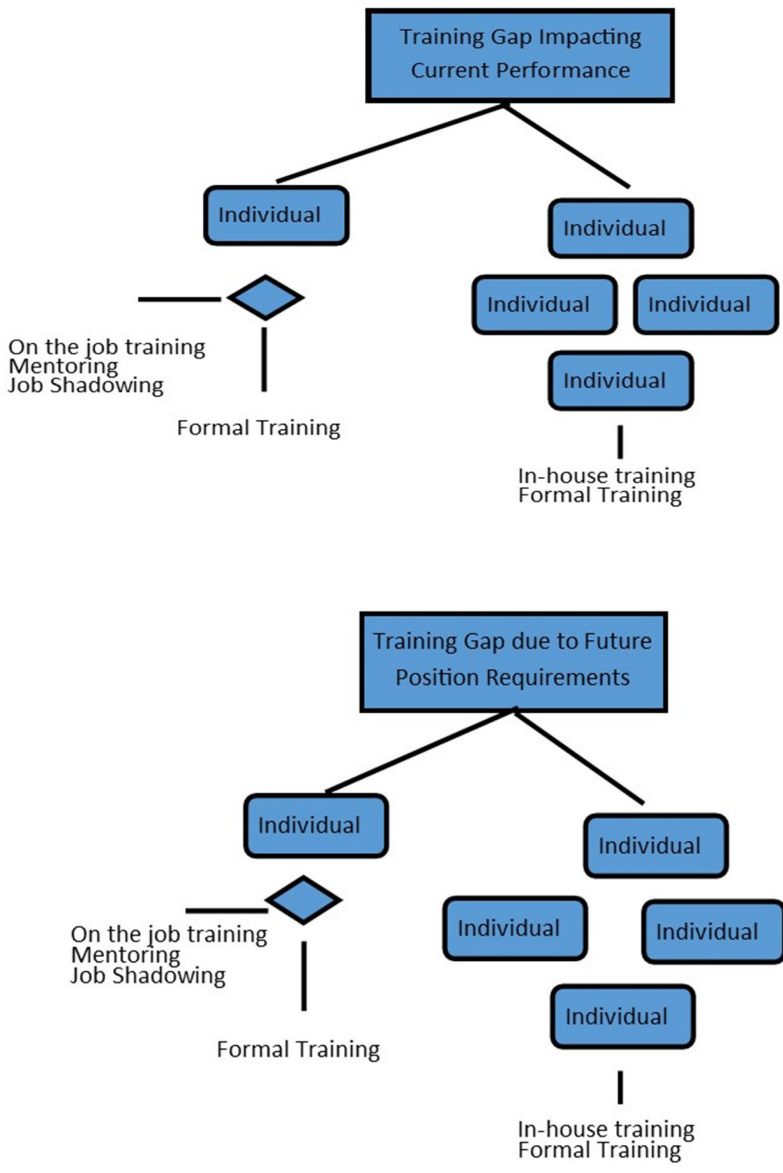 Training Gap Impacting
Current Performance
Individual
Individual
Individual
Individual
Individual
On the job training
Mentoring
Job Shadowing
Formal Training
In-house training
Formal Training
Training Gap due to Future
Position Requirements
Individual
Individual
Individual
Individual
Individual
On the job training
Mentoring
Job Shadowing
Formal Training
In-house training
Formal Training